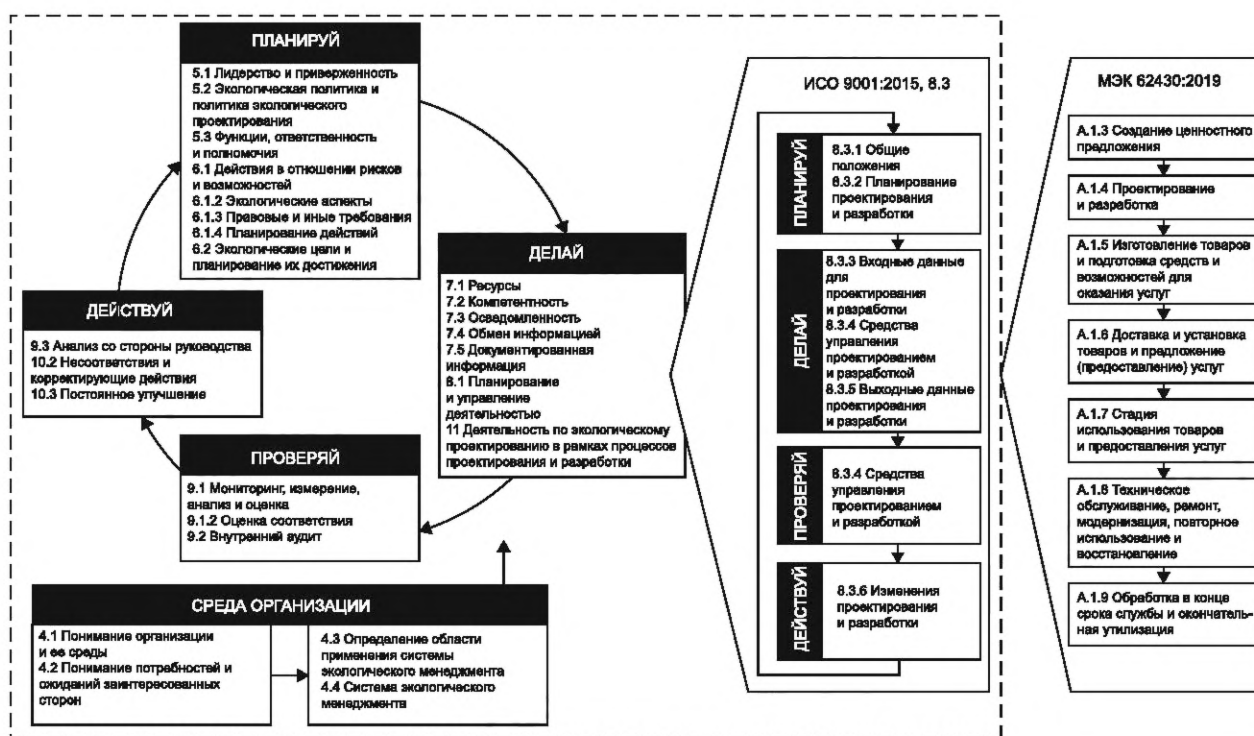 ПЛАНИРУЙ
5.1 Лидерство и приверженность
5.2 Экологическая политика и
политика экологического
проектирования
5.3 Функции, ответственность
и полномочия
6.1 Действия в отношении рисков
и возможностей
6.1.2 Экологические аспекты
6.1.3 Правовые и иные требования
6.1.4 Планирование действий
6.2 Экологические цели и
планирование их достижения
ДЕЛАЙ
7.1 Ресурсы
7.2 Компетентность
7.3 Осведомленность
7.4 Обмен информацией
7.5 Документированная
информация
8.1 Планирование
и управление
деятельностью
11 Деятельность по экологическому
проектированию в рамках процессов
проектирования и разработки
ДЕЙСТВУЙ
9.3 Анализ со стороны руководства
10.2 Несоответствия и
корректирующие действия
10.3 Постоянное улучшение
ПРОВЕРЯЙ
9.1 Мониторинг, измерение,
анализ и оценка
9.1.2 Оценка соответствия
9.2 Внутренний аудит
СРЕДА ОРГАНИЗАЦИИ
4.1 Понимание организации
и ее среды
4.2 Понимание потребностей и
ожиданий заинтересованных
сторон
4.3 Определение области
применения системы
экологического менеджмента
4.4 Система экологического
менеджмента
ИСО 9001:2015, 8.3
ПЛАНИРУЙ
8.3.1 Общие
положения
8.3.2 Планирование
проектирования
и разработки
ДЕЛАЙ
8.3.3 Входные данные
для
проектирования
и разработки
8.3.4 Средства
управления
проектированием
и разработкой
8.3.5 Выходные данные
проектирования
и разработки
ПРОВЕРЯЙ
8.3.4 Средства
управления
проектированием
и разработкой
ДЕЙСТВУЙ
8.3.6 Изменения
проектирования
и разработки
МЭК 62430:2019
А.1.3 Создание ценностного
предложения
А.1.4 Проектирование
и разработка
А.1.5 Изготовление товаров
и подготовка средств и
возможностей для
оказания услуг
А.1.6 Доставка и установка
товаров и предложение
(предоставление) услуг
А.1.7 Стадия
использования товаров
и предоставления услуг
А.1.8 Техническое
обслуживание, ремонт,
модернизация, повторное
использование и
восстановление
А.1.9 Обработка в конце
срока службы и окончатель-
ная утилизация